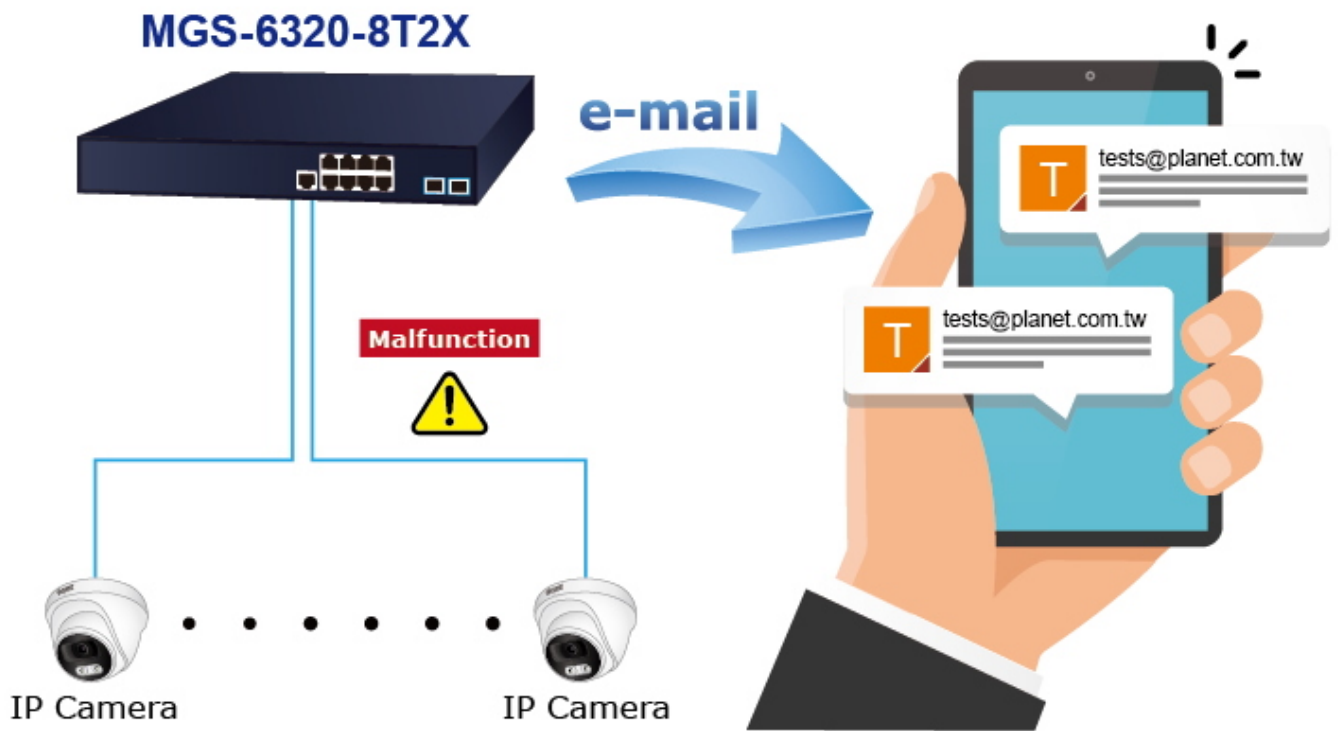 MGS-6320-8T2X
e-mail
T
tests@planet.com.tw
T
tests@planet.com.tw
Malfunction
!
IP Camera
IP Camera